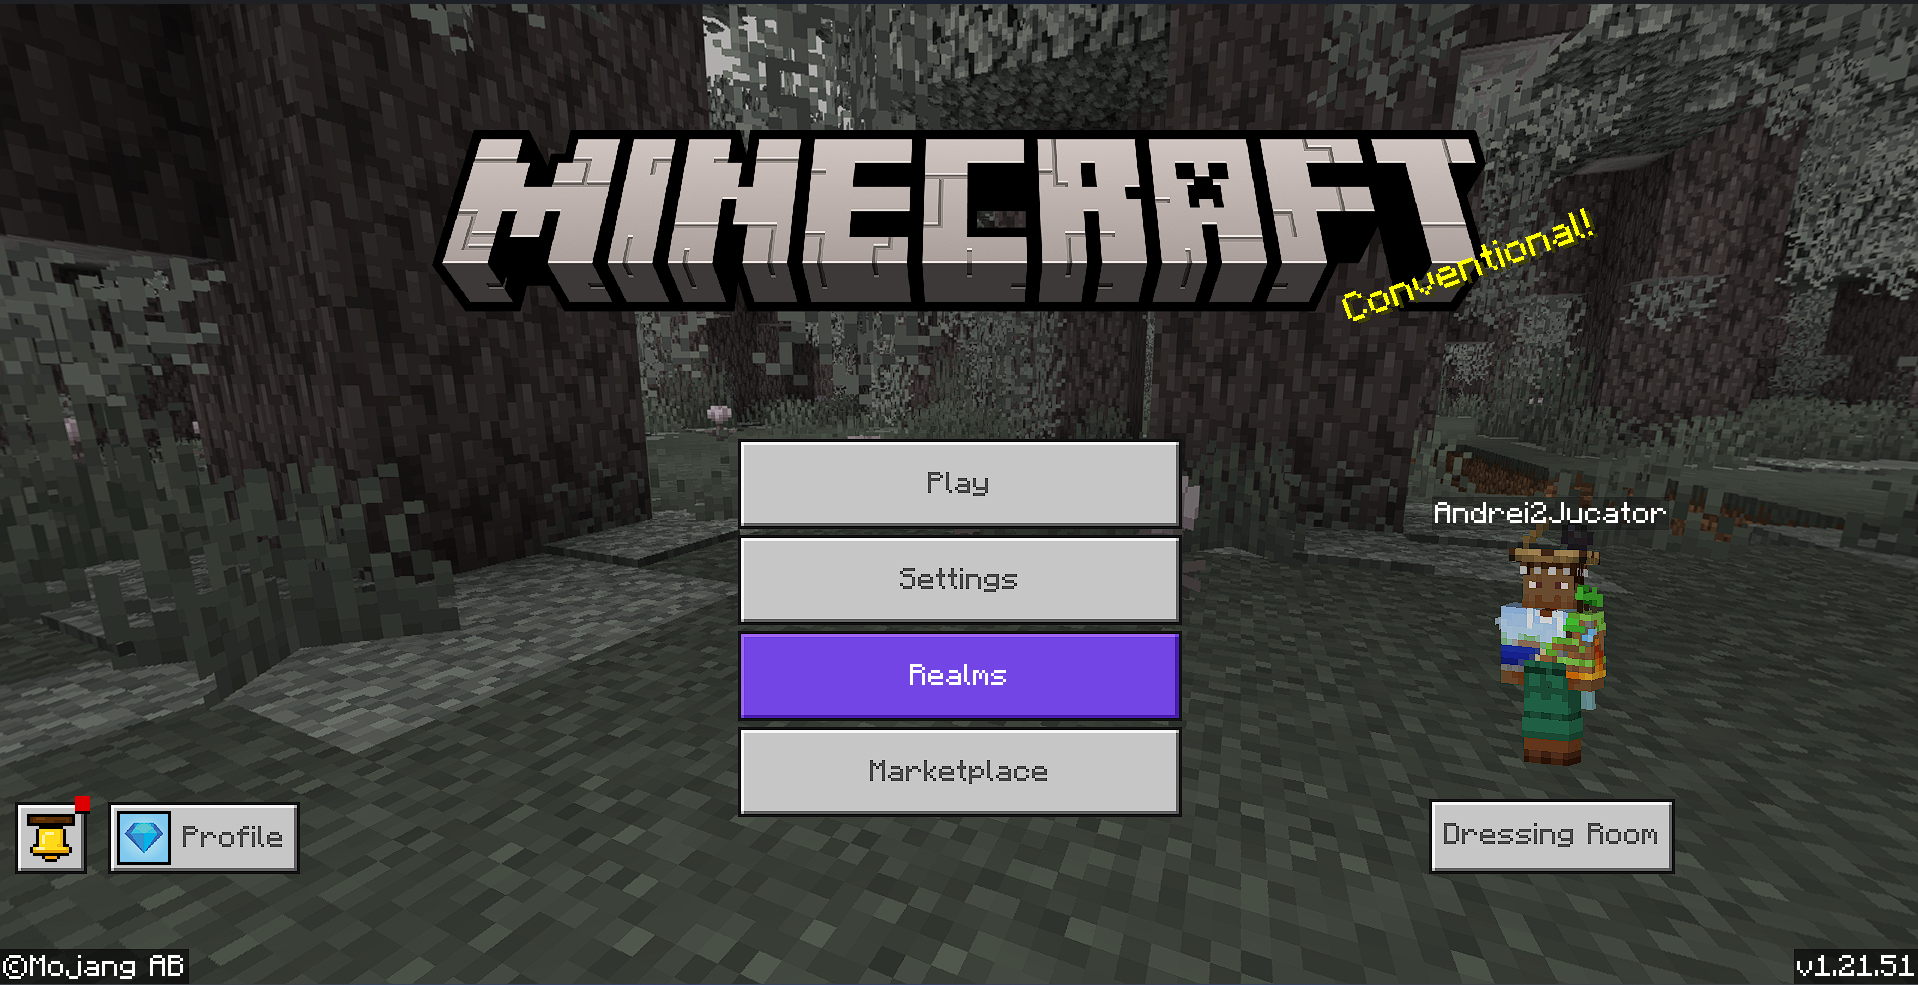 MINECRAFT
Conventional!
Play
Settings
Andrei2Jucator
Realms
Marketplace
Profile
Dressing Room
©Mojang AB
v1.21.51